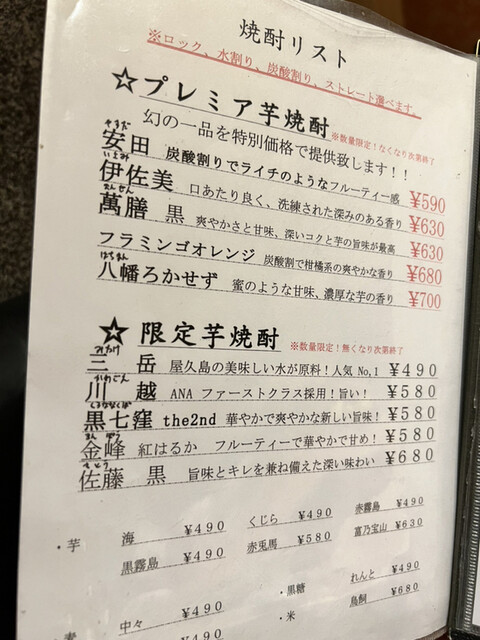 焼酎リスト
※ロック、水割り、炭酸割り、ストレート選べます。
☆プレミア芋焼酎 ※数量限定!なくなり次第終了
幻の一品を特別価格で提供致します!!
やすだ
安田 炭酸割りでライチのようなフルーティー感 ¥590
いさみ
伊佐美 口あたり良く、洗練された深みのある香り ¥630
まんぜん
萬膳 黒 爽やかさと甘味、深いコクと芋の旨味が最高 ¥630
フラミンゴオレンジ 炭酸割で柑橘系の爽やかな香り ¥680
はちまん
八幡ろかせず 蜜のような甘味、濃厚な芋の香り ¥700
☆ 限定芋焼酎 ※数量限定!無くなり次第終了
みたけ
三 岳 屋久島の美味しい水が原料!人気 No,1 ¥490
かわごし
川 越 ANA ファーストクラス採用!旨い! ¥580
黒七窪 the2nd 華やかで爽やかな新しい旨味! ¥580
金峰 紅はるか フルーティーで華やかで甘め! ¥580
さとう
佐藤 黒 旨味とキレを兼ね備えた深い味わい ¥680
・芋 海 ¥490 くじら ¥490 赤霧島 ¥490
黒霧島 ¥490 赤兎馬 ¥580 富乃宝山 ¥630
・黒糖 れんと ¥490
中々 ¥490 ・米 鳥飼 ¥680
¥490